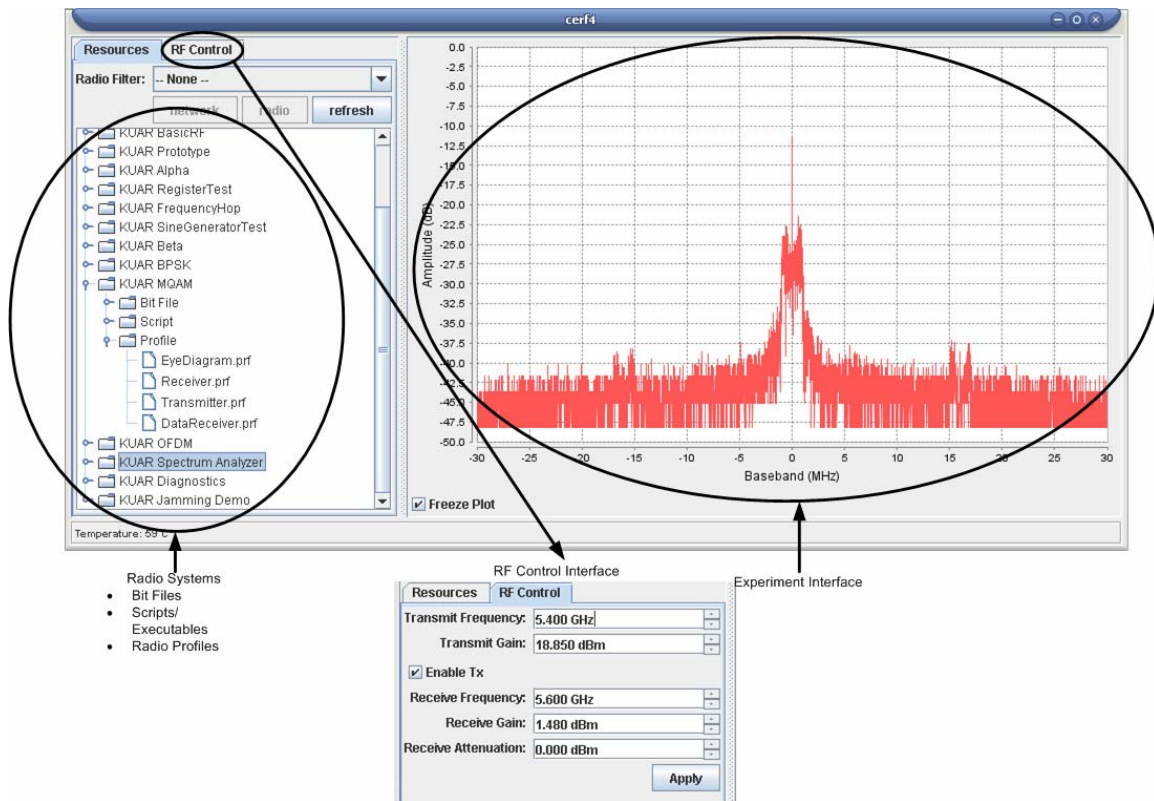 cerf4
Resources RF Control
Radio Filter: -- None --
network radio refresh
KUAR BasicRF
KUAR Prototype
KUAR Alpha
KUAR RegisterTest
KUAR FrequencyHop
KUAR SineGeneratorTest
KUAR Beta
KUAR BPSK
KUAR MQAM
Bit File
Script
Profile
EyeDiagram.prf
Receiver.prf
Transmitter.prf
DataReceiver.prf
KUAR OFDM
KUAR Spectrum Analyzer
KUAR Diagnostics
KUAR Jamming Demo
Temperature: 59°C
Amplitude (dB)
0.0
-2.5
-5.0
-7.5
-10.0
-12.5
-15.0
-17.5
-20.0
-22.5
-25.0
-27.5
-30.0
-32.5
-35.0
-37.5
-40.0
-42.5
-45.0
-47.5
-50.0
-30 -25 -20 -15 -10 -5 0 5 10 15 20 25 30
Baseband (MHz)
Freeze Plot
Radio Systems
• Bit Files
• Scripts/
Executables
• Radio Profiles
RF Control Interface
Experiment Interface
Resources RF Control
Transmit Frequency: 5.400 GHz
Transmit Gain: 18.850 dBm
Enable Tx
Receive Frequency: 5.600 GHz
Receive Gain: 1.480 dBm
Receive Attenuation: 0.000 dBm
Apply